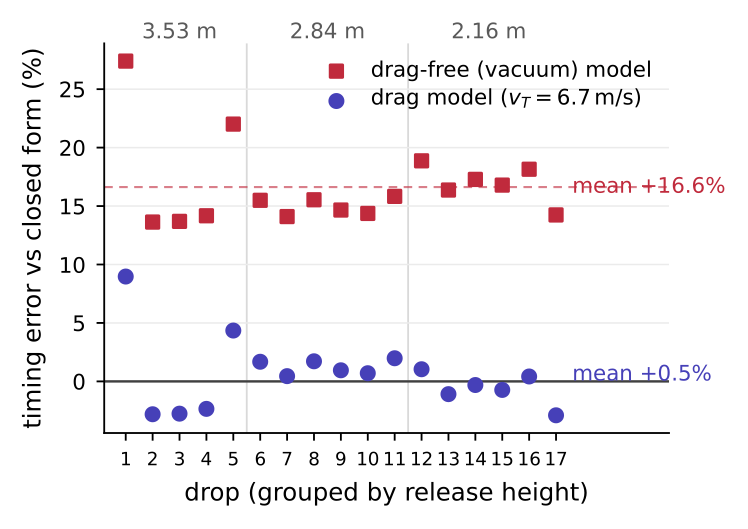 3.53 m 2.84 m 2.16 m
drag-free (vacuum) model
drag model (v_T = 6.7 m/s)
timing error vs closed form (%)
25
20
15
10
5
0
mean +16.6%
mean +0.5%
1 2 3 4 5 6 7 8 9 10 11 12 13 14 15 16 17
drop (grouped by release height)